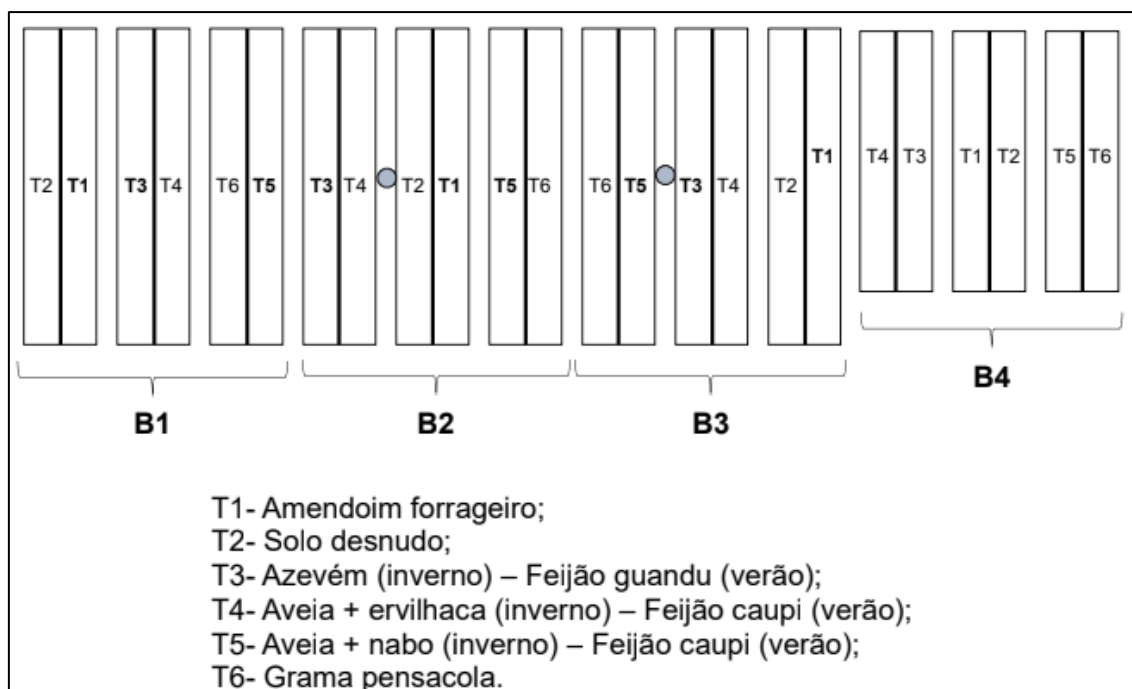 T2 T1 T3 T4 T6 T5 T3 T4 T2 T1 T5 T6 T6 T5 T3 T4 T2 T1 T4 T3 T1 T2 T5 T6
B1 B2 B3 B4
T1- Amendoim forrageiro;
T2- Solo desnudo;
T3- Azevém (inverno) – Feijão guandu (verão);
T4- Aveia + ervilhaca (inverno) – Feijão caupi (verão);
T5- Aveia + nabo (inverno) – Feijão caupi (verão);
T6- Grama pensacola.